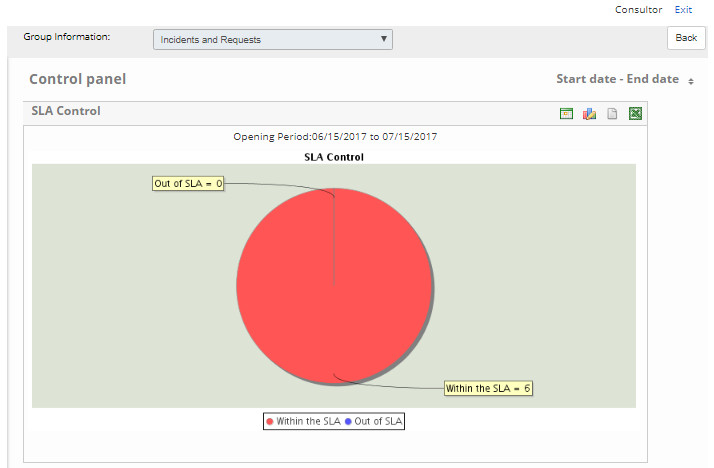 Consultor Exit
Group Information: Incidents and Requests Back
Control panel Start date - End date
SLA Control
Opening Period:06/15/2017 to 07/15/2017
SLA Control
Out of SLA = 0
Within the SLA = 6
Within the SLA Out of SLA